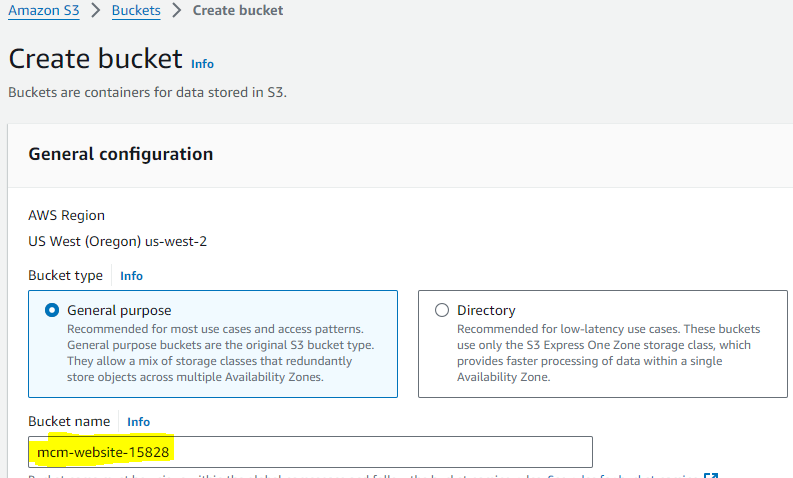 Amazon S3 > Buckets > Create bucket
Create bucket Info
Buckets are containers for data stored in S3.
General configuration
AWS Region
US West (Oregon) us-west-2
Bucket type Info
General purpose
Recommended for most use cases and access patterns.
General purpose buckets are the original S3 bucket type.
They allow a mix of storage classes that redundantly
store objects across multiple Availability Zones.
Directory
Recommended for low-latency use cases. These buckets
use only the S3 Express One Zone storage class, which
provides faster processing of data within a single
Availability Zone.
Bucket name Info
mcm-website-15828